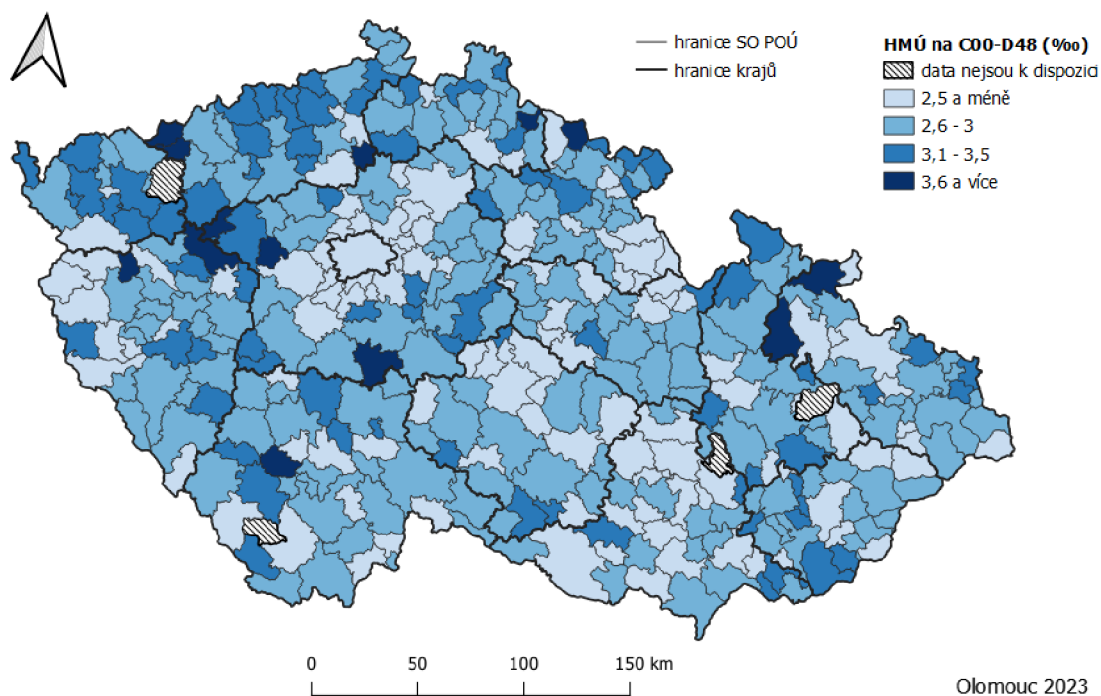 hranice SO POÚ
hranice krajů
HMÚ na C00-D48 (‰)
data nejsou k dispozici
2,5 a méně
2,6 - 3
3,1 - 3,5
3,6 a více
0 50 100 150 km
Olomouc 2023